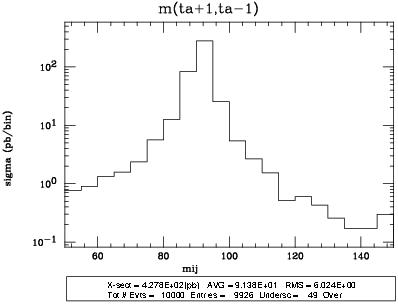 m(ta+1,ta−1)
sigma (pb/bin)
10²
10¹
10⁰
10⁻¹
60 80 100 120 140
mij
X-sect = 4.278E+02(pb) AVG = 9.138E+01 RMS = 6.024E+00
Tot # Evts = 10000 Entries = 9926 Undersc = 49 Over